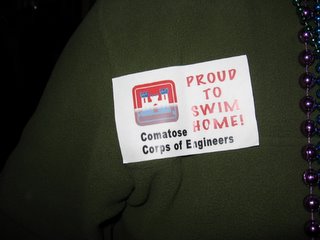 PROUD
TO
SWIM
HOME!
Comatose
Corps of Engineers